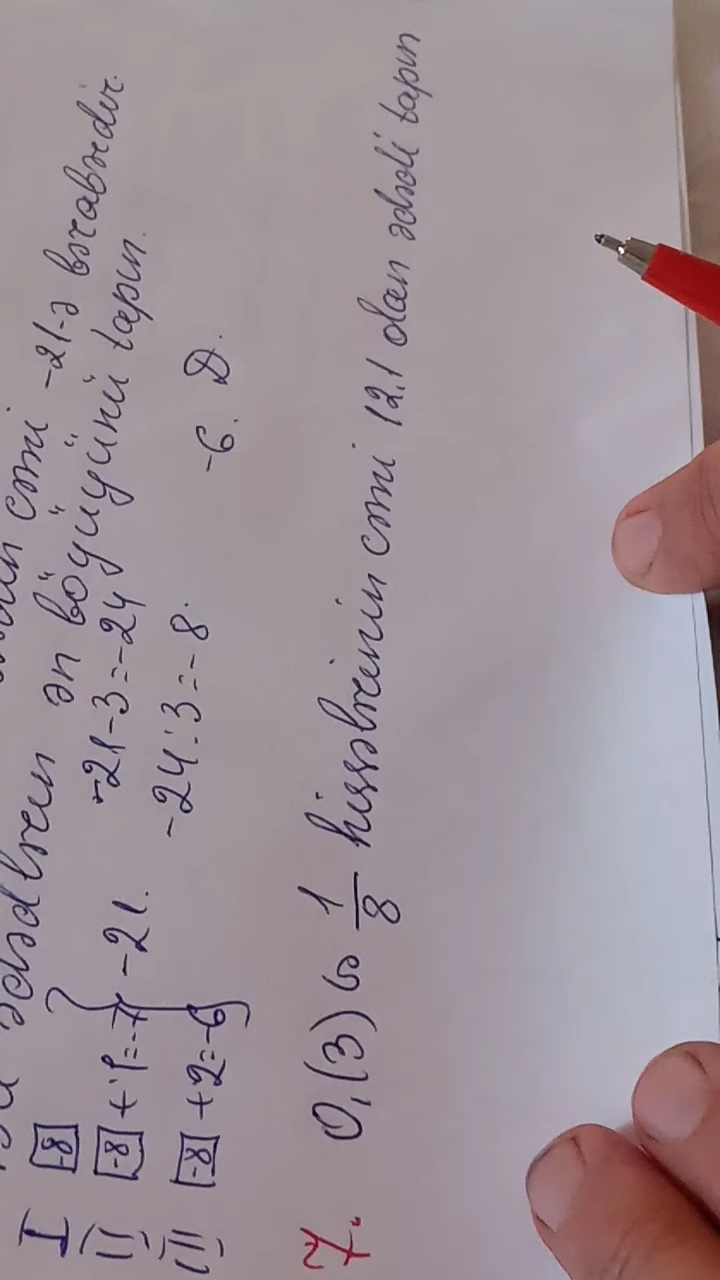 cəmi -21-ə bərabərdir.
ədədlərin ən böyüyünü tapın.
I -8
II -8 + 1 = -7 } -21. -21-3=-24
III -8 + 2 = -6 -24:3=-8. -6. D.
7. 0,(3) və 1/8 hissələrinin cəmi 12,1 olan ədədi tapın